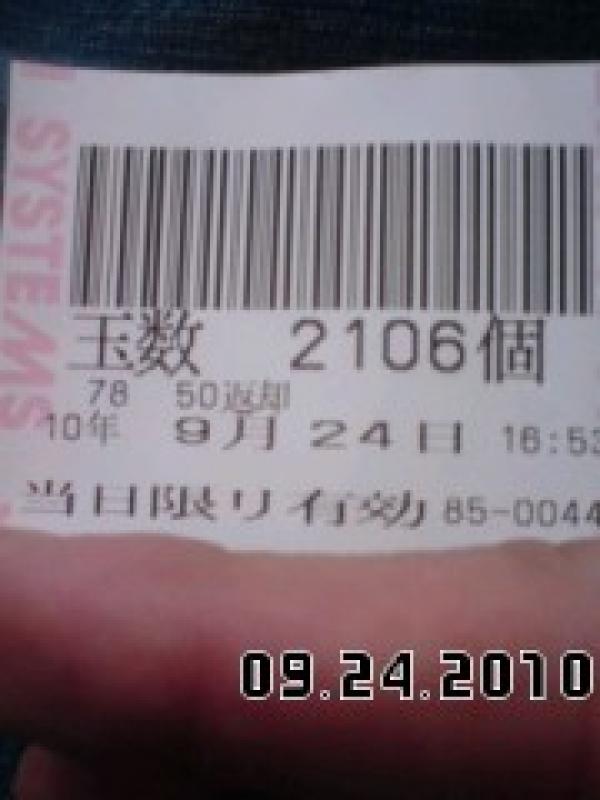 SYSTEMS
玉数 2106個
78 50返却
10年 9月24日 16:53
当日限り有効 85-0044
09.24.2010